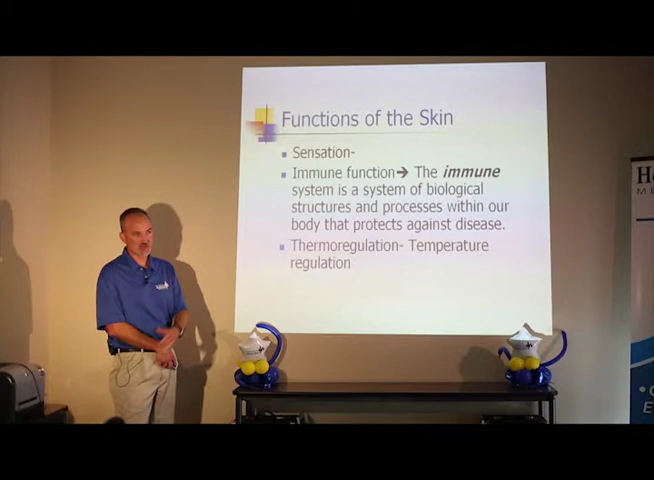 Functions of the Skin
Sensation-
Immune function➔ The immune
system is a system of biological
structures and processes within our
body that protects against disease.
Thermoregulation- Temperature
regulation